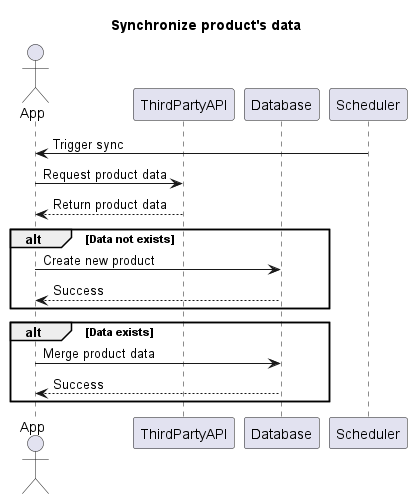 Synchronize product's data
App
ThirdPartyAPI
Database
Scheduler
Trigger sync
Request product data
Return product data
alt [Data not exists]
Create new product
Success
alt [Data exists]
Merge product data
Success
App
ThirdPartyAPI
Database
Scheduler